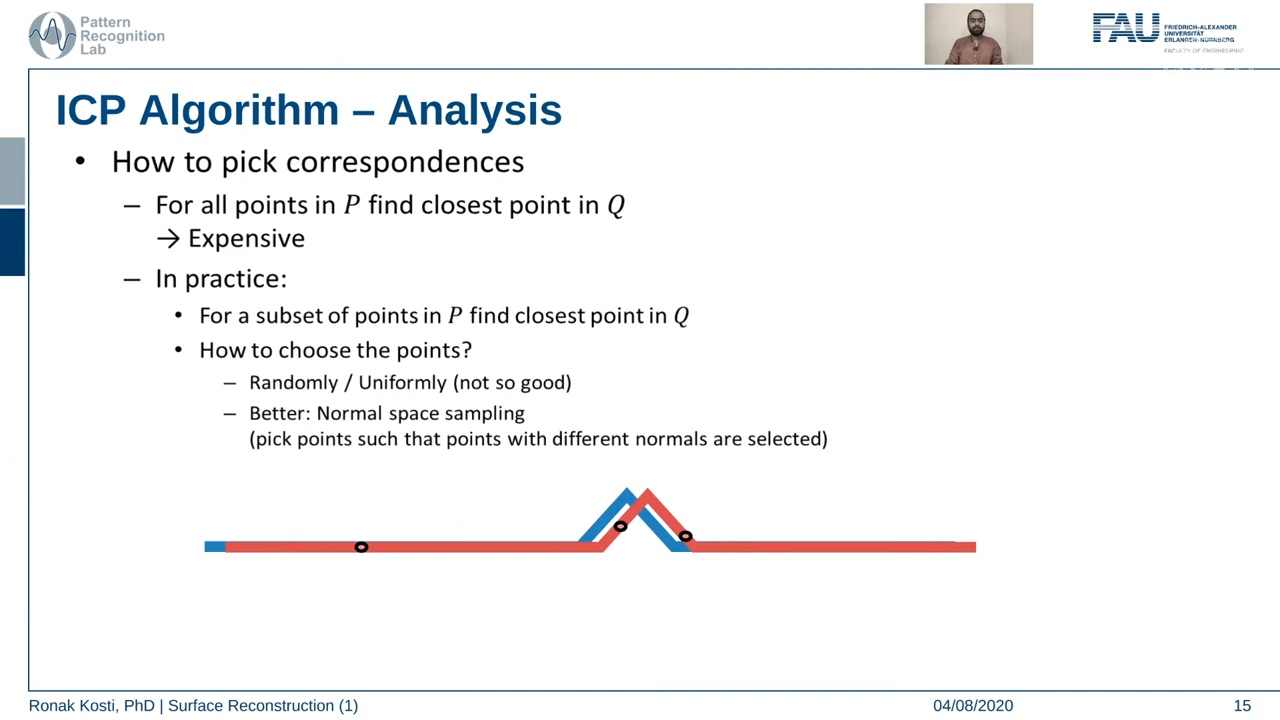 Pattern
Recognition
Lab
FAU
FRIEDRICH-ALEXANDER
UNIVERSITÄT
ERLANGEN-NÜRNBERG
FACULTY OF ENGINEERING
ICP Algorithm – Analysis
• How to pick correspondences
– For all points in P find closest point in Q
→ Expensive
– In practice:
• For a subset of points in P find closest point in Q
• How to choose the points?
– Randomly / Uniformly (not so good)
– Better: Normal space sampling
(pick points such that points with different normals are selected)
Ronak Kosti, PhD | Surface Reconstruction (1)
04/08/2020
15